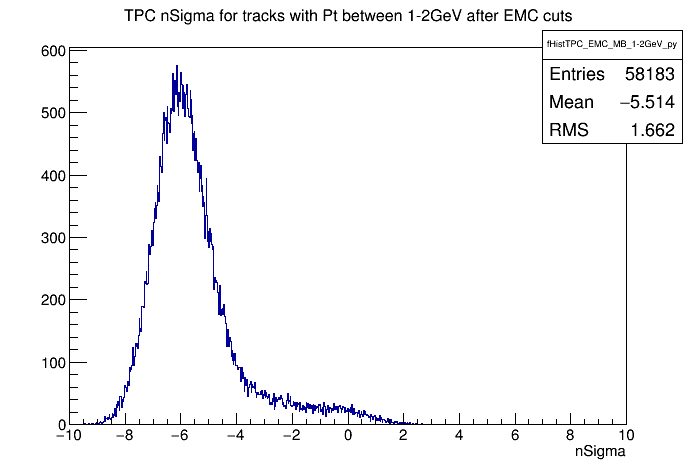 TPC nSigma for tracks with Pt between 1-2GeV after EMC cuts
fHistTPC_EMC_MB_1-2GeV_py
Entries 58183
Mean −5.514
RMS 1.662
600
500
400
300
200
100
0
−10 −8 −6 −4 −2 0 2 4 6 8 10
nSigma